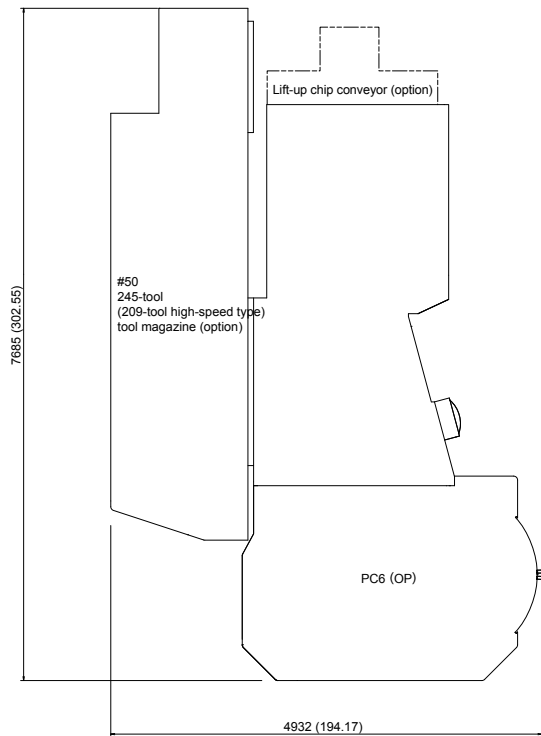 Lift-up chip conveyor (option)
#50
245-tool
(209-tool high-speed type)
tool magazine (option)
7685 (302.55)
PC6 (OP)
4932 (194.17)